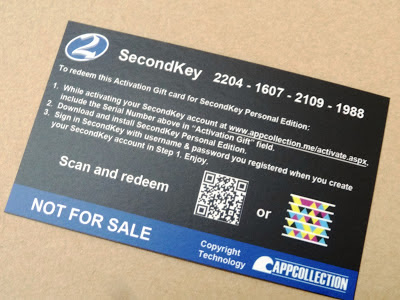 2
SecondKey 2204 - 1607 - 2109 - 1988
To redeem this Activation Gift card for SecondKey Personal Edition:
1. While activating your SecondKey account at www.appcollection.me/activate.aspx,
include the Serial Number above in "Activation Gift" field.
2. Download and install SecondKey Personal Edition.
3. Sign in SecondKey with username & password you registered when you create
your SecondKey account in Step 1. Enjoy.
Scan and redeem
or
NOT FOR SALE
Copyright
Technology
APPCOLLECTION